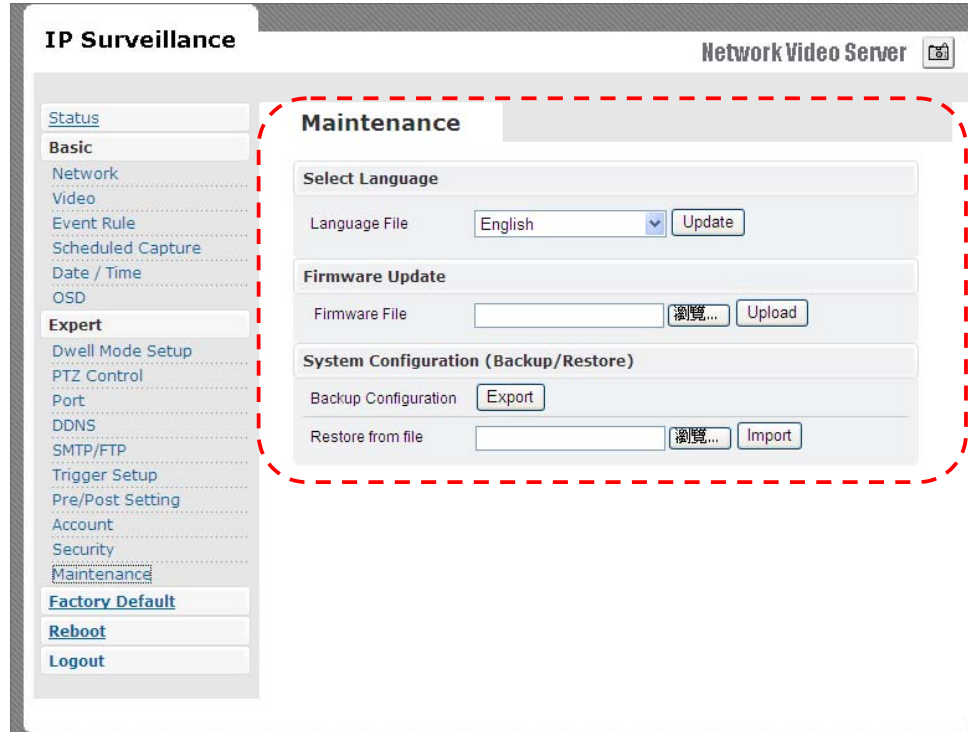 IP Surveillance
Network Video Server
Status
Basic
Network
Video
Event Rule
Scheduled Capture
Date / Time
OSD
Expert
Dwell Mode Setup
PTZ Control
Port
DDNS
SMTP/FTP
Trigger Setup
Pre/Post Setting
Account
Security
Maintenance
Factory Default
Reboot
Logout
Maintenance
Select Language
Language File English Update
Firmware Update
Firmware File 瀏覽... Upload
System Configuration (Backup/Restore)
Backup Configuration Export
Restore from file 瀏覽... Import